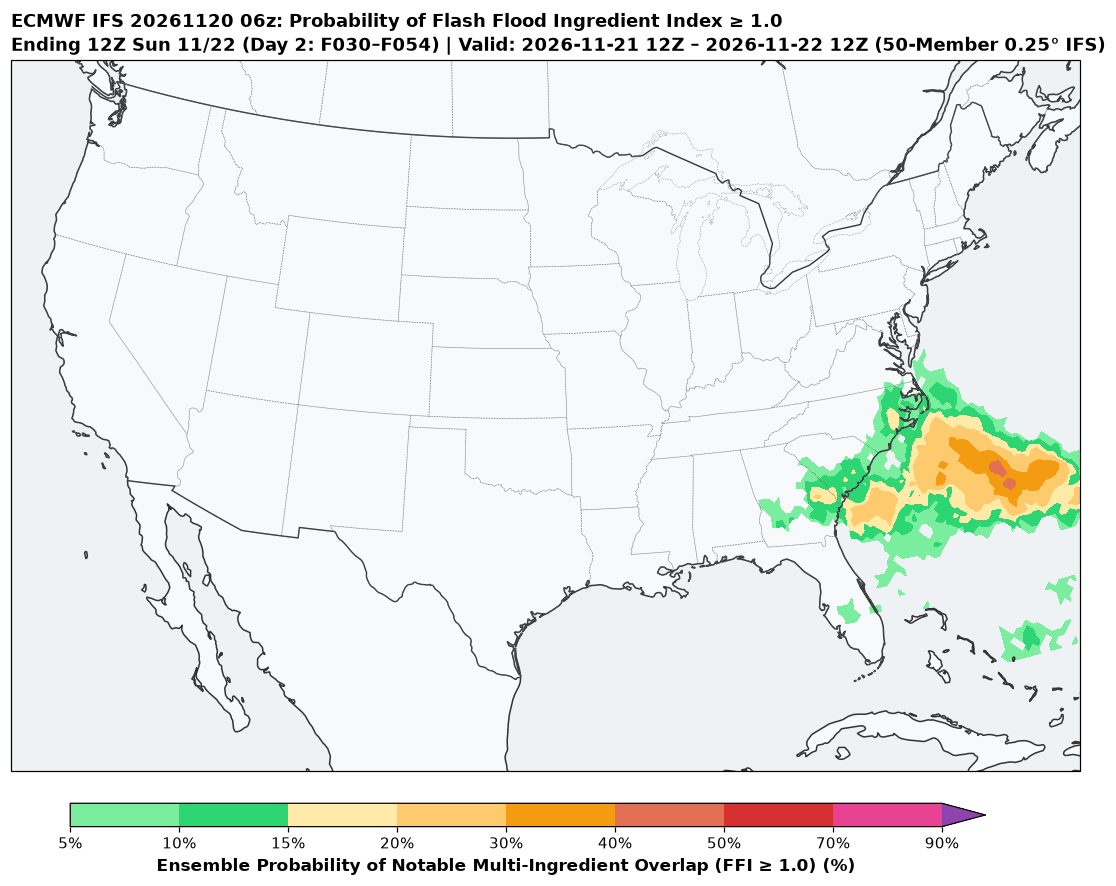 ECMWF IFS 20261120 06z: Probability of Flash Flood Ingredient Index ≥ 1.0
Ending 12Z Sun 11/22 (Day 2: F030–F054) | Valid: 2026-11-21 12Z – 2026-11-22 12Z (50-Member 0.25° IFS)
5% 10% 15% 20% 30% 40% 50% 70% 90%
Ensemble Probability of Notable Multi-Ingredient Overlap (FFI ≥ 1.0) (%)